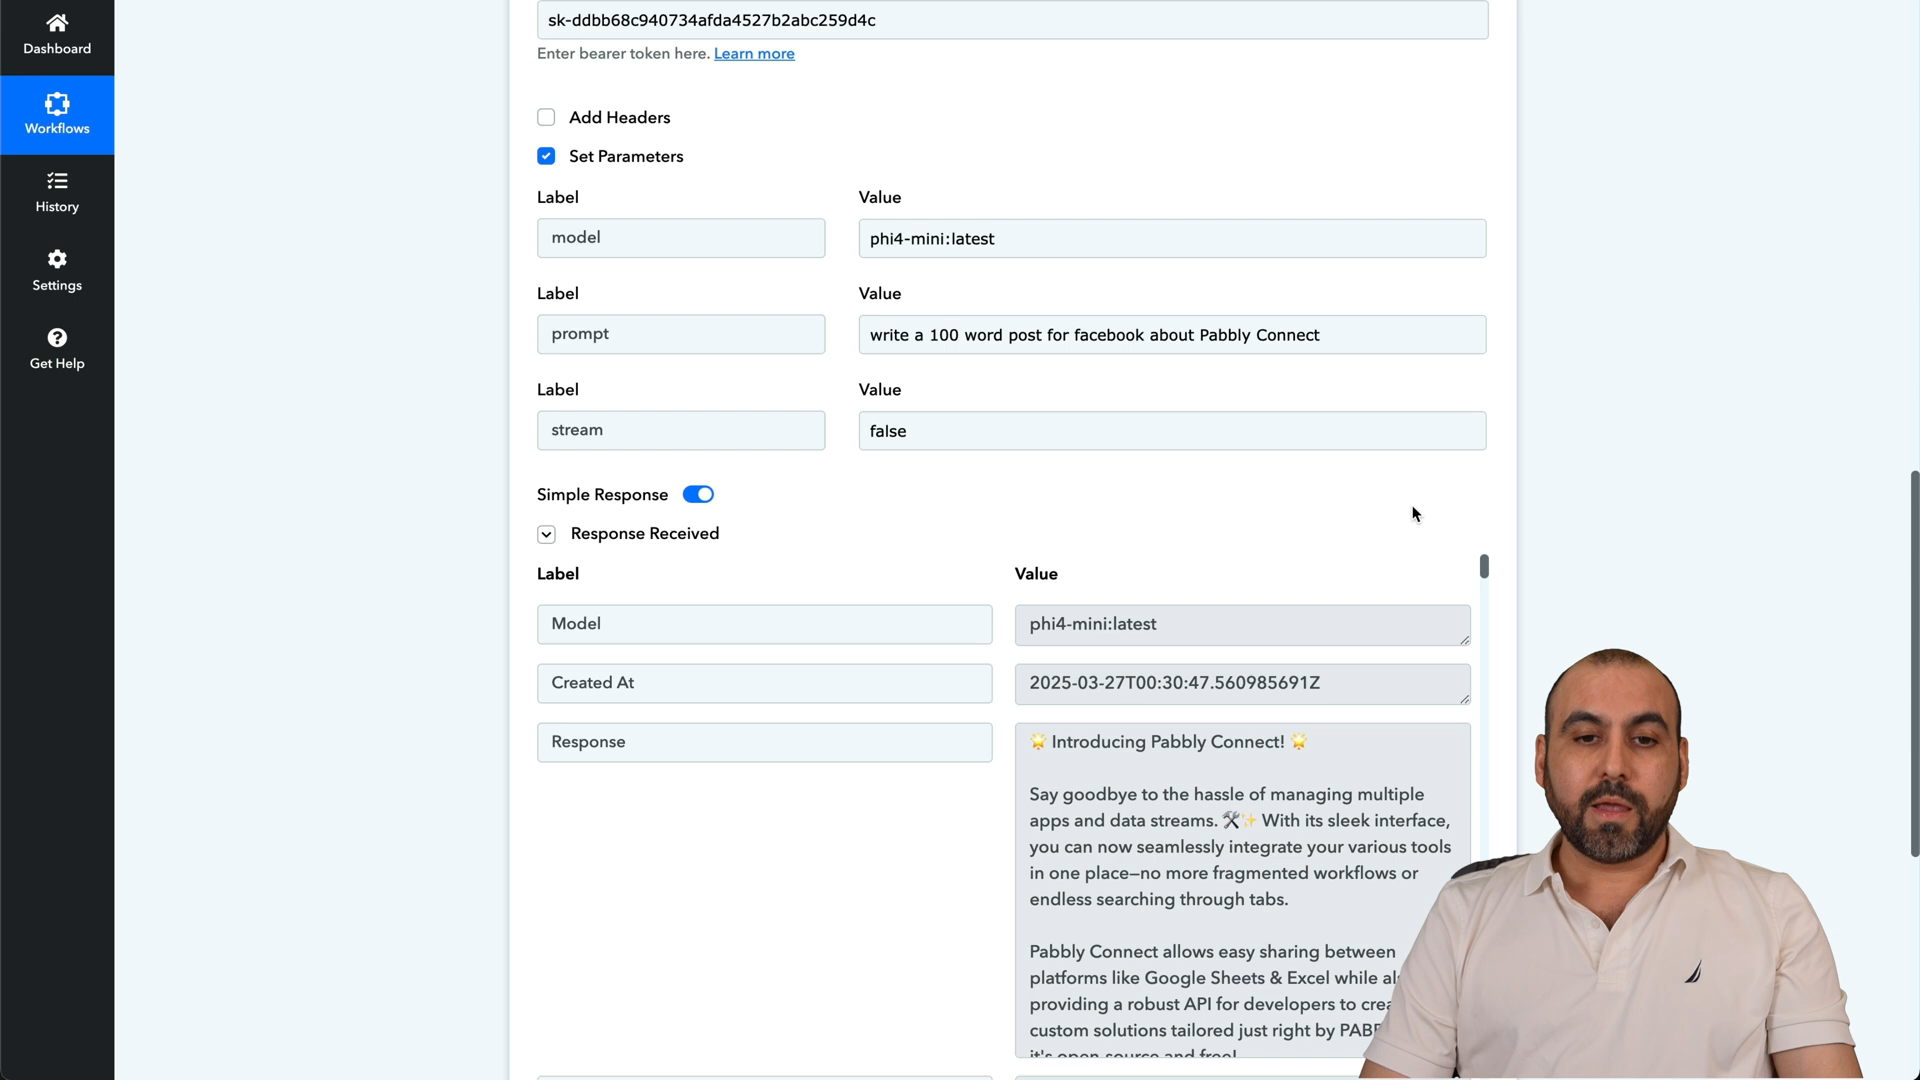 Dashboard
Workflows
History
Settings
Get Help
sk-ddbb68c940734afda4527b2abc259d4c
Enter bearer token here. Learn more
Add Headers
Set Parameters
Label Value
model phi4-mini:latest
Label Value
prompt write a 100 word post for facebook about Pabbly Connect
Label Value
stream false
Simple Response
Response Received
Label Value
Model phi4-mini:latest
Created At 2025-03-27T00:30:47.560985691Z
Response 🌟 Introducing Pabbly Connect! 🌟
Say goodbye to the hassle of managing multiple
apps and data streams. 🛠️✨ With its sleek interface,
you can now seamlessly integrate your various tools
in one place—no more fragmented workflows or
endless searching through tabs.
Pabbly Connect allows easy sharing between
platforms like Google Sheets & Excel while
providing a robust API for developers to
custom solutions tailored just right by
it's open source and free!